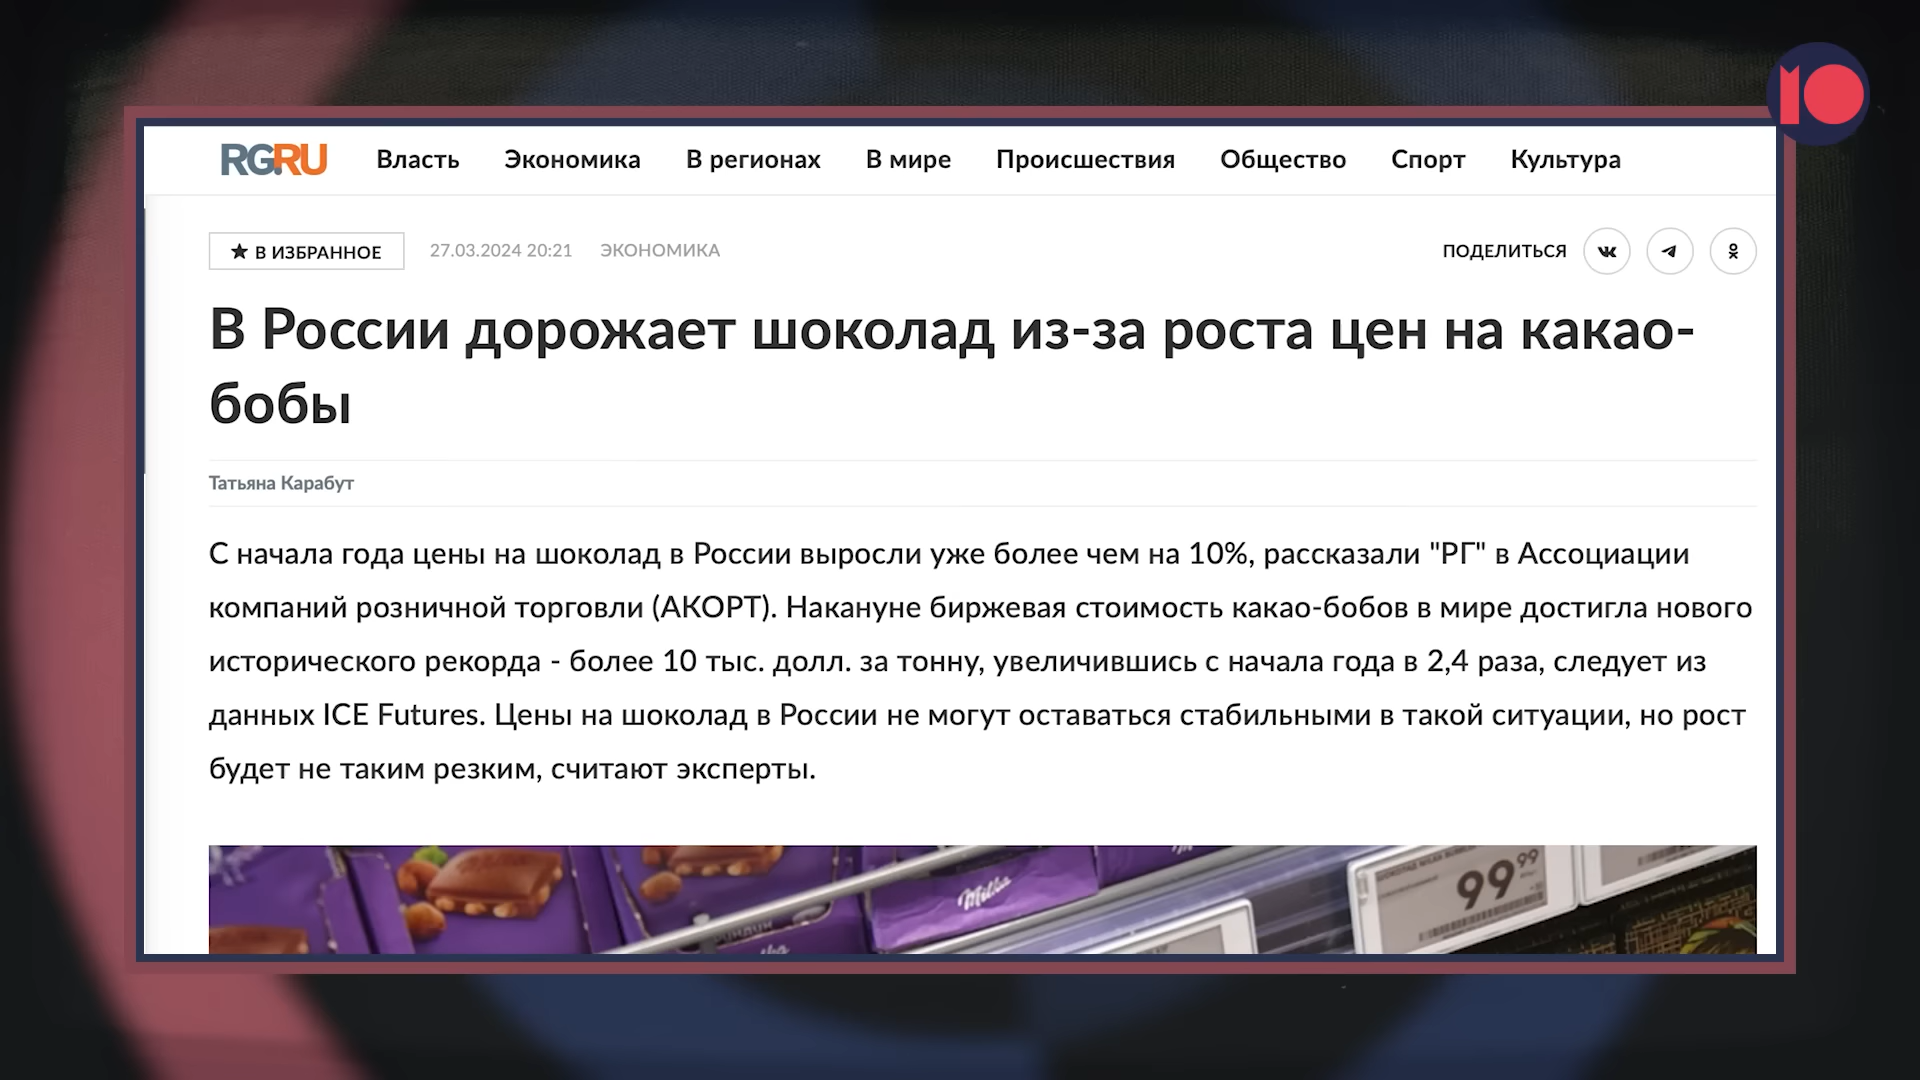 RGRU Власть Экономика В регионах В мире Происшествия Общество Спорт Культура
В ИЗБРАННОЕ 27.03.2024 20:21 ЭКОНОМИКА ПОДЕЛИТЬСЯ
В России дорожает шоколад из-за роста цен на какао-
бобы
Татьяна Карабут
С начала года цены на шоколад в России выросли уже более чем на 10%, рассказали "РГ" в Ассоциации
компаний розничной торговли (АКОРТ). Накануне биржевая стоимость какао-бобов в мире достигла нового
исторического рекорда - более 10 тыс. долл. за тонну, увеличившись с начала года в 2,4 раза, следует из
данных ICE Futures. Цены на шоколад в России не могут оставаться стабильными в такой ситуации, но рост
будет не таким резким, считают эксперты.
Milka
99 99